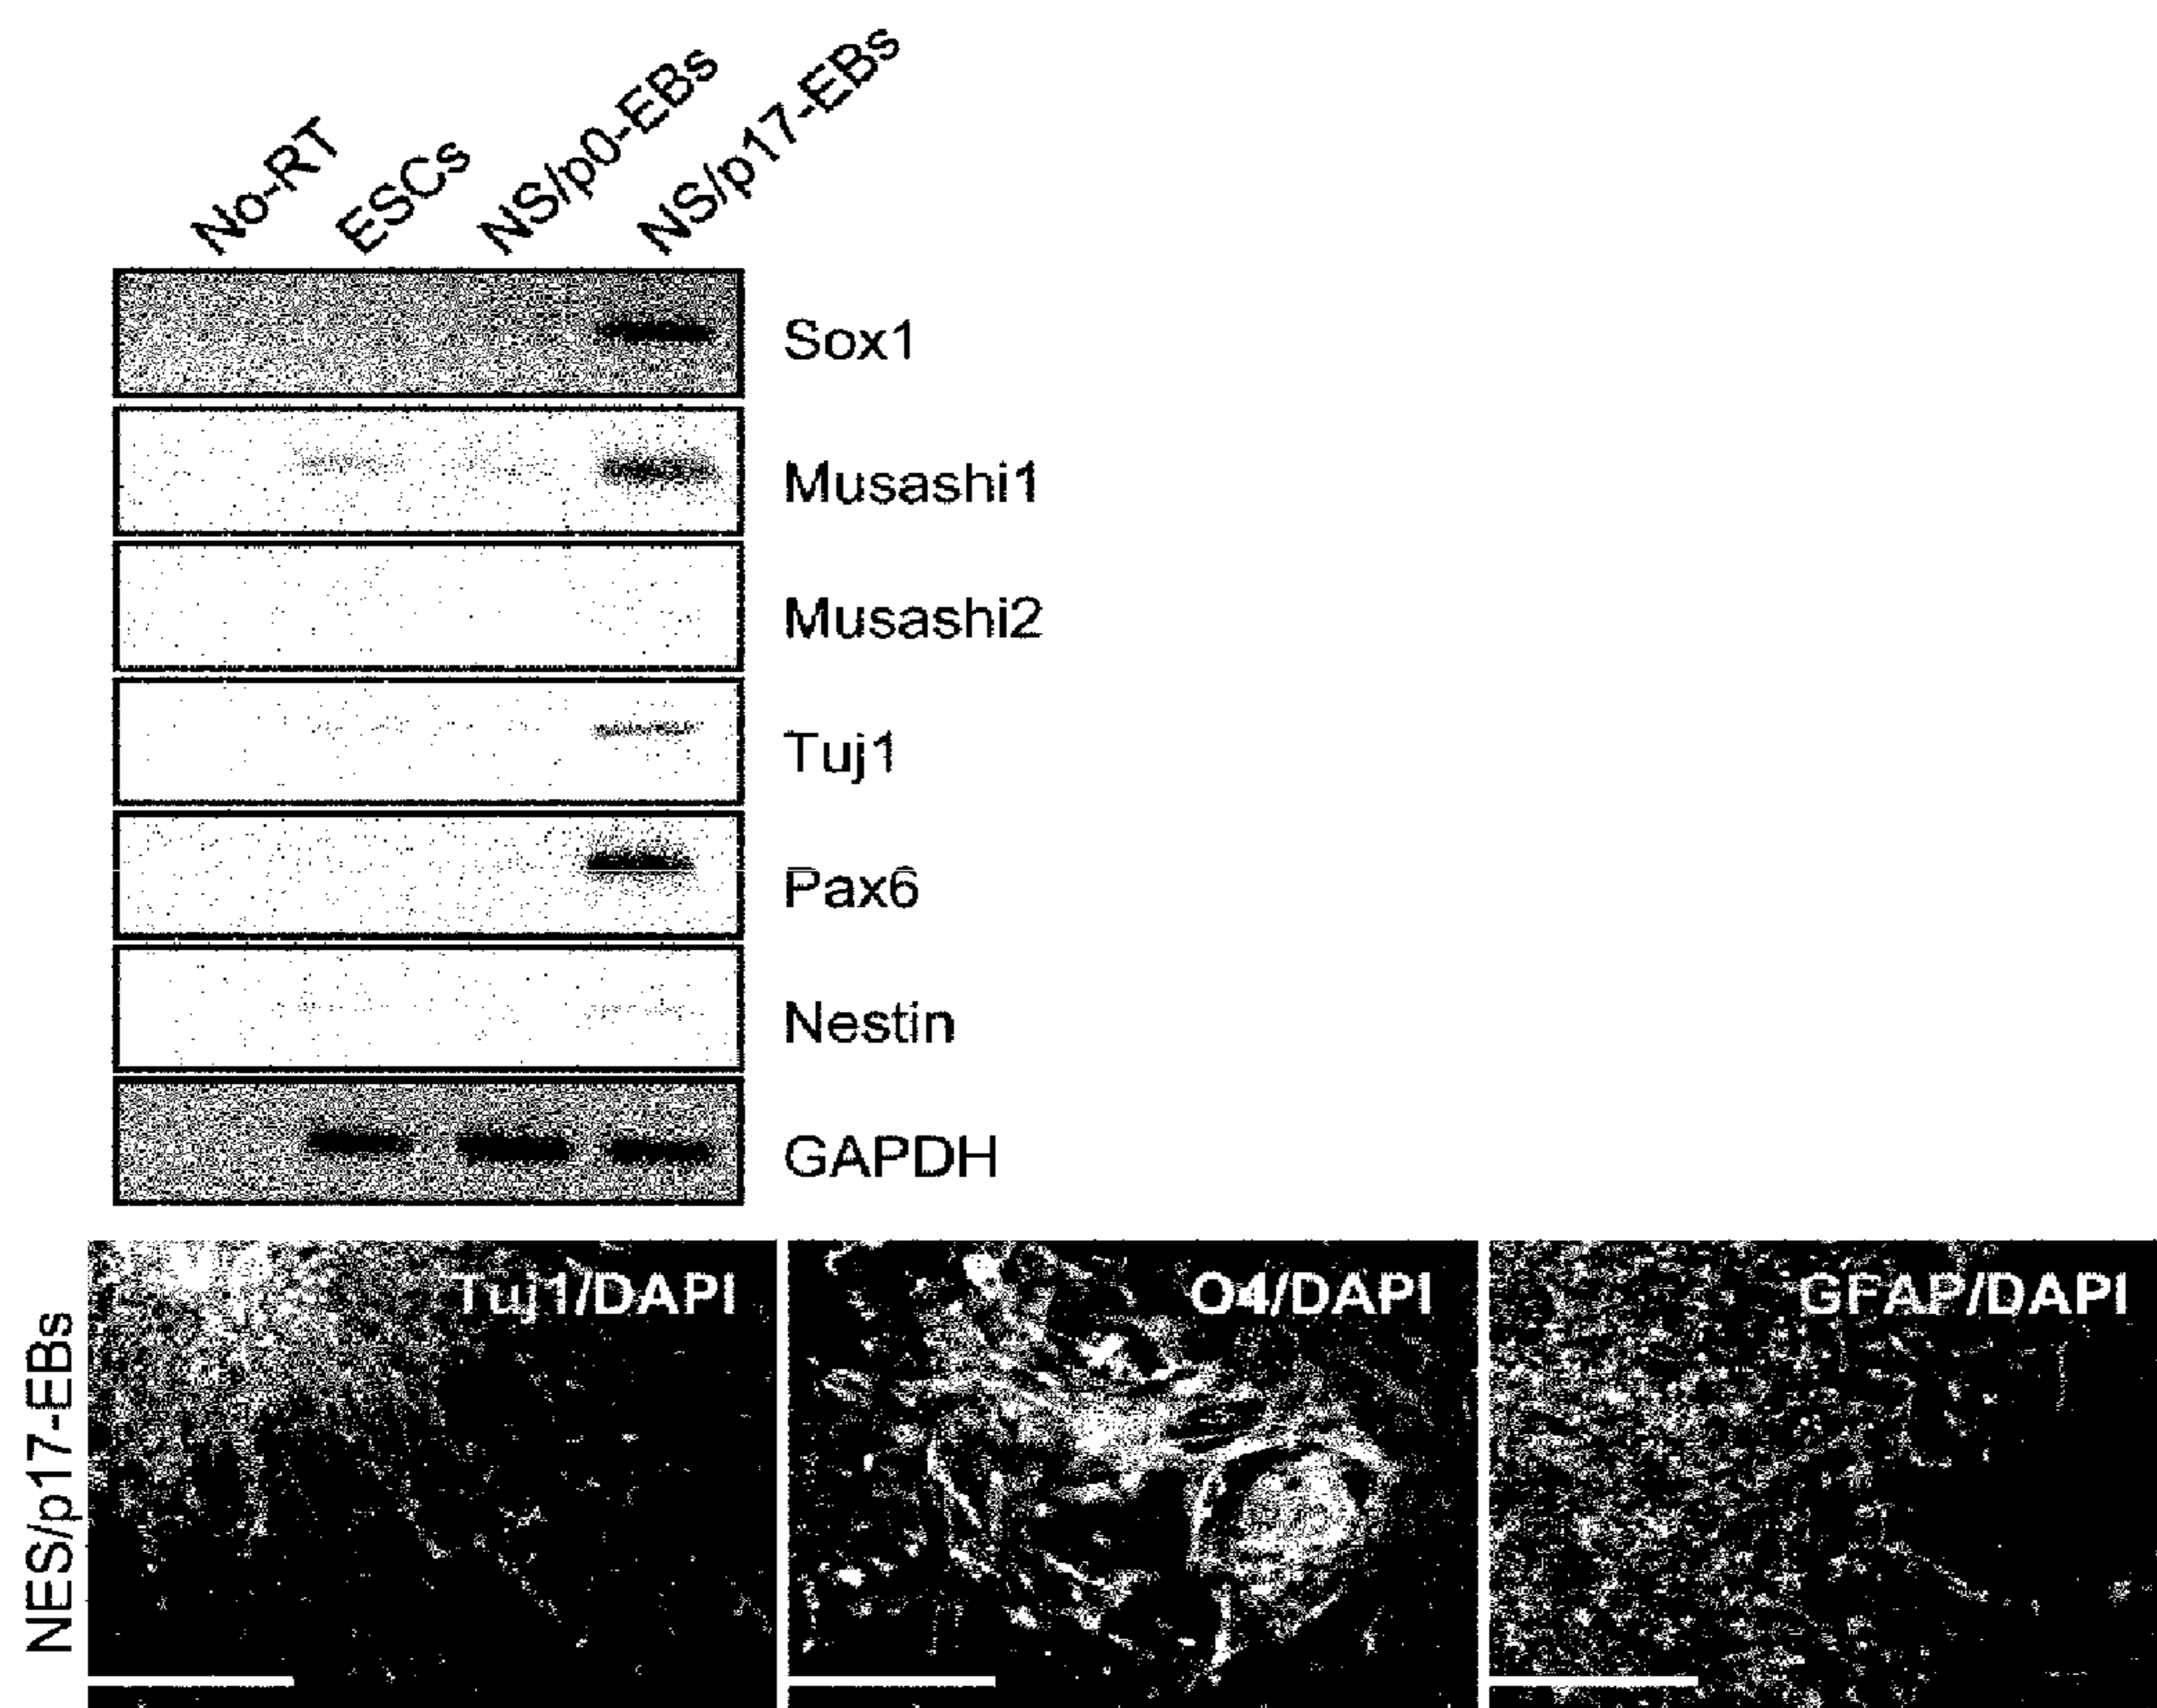 No-RT
ESCs
NS/p0-EBs
NS/p17-EBs
Sox1
Musashi1
Musashi2
Tuj1
Pax6
Nestin
GAPDH
NES/p17-EBs
Tuj1/DAPI
O4/DAPI
GFAP/DAPI